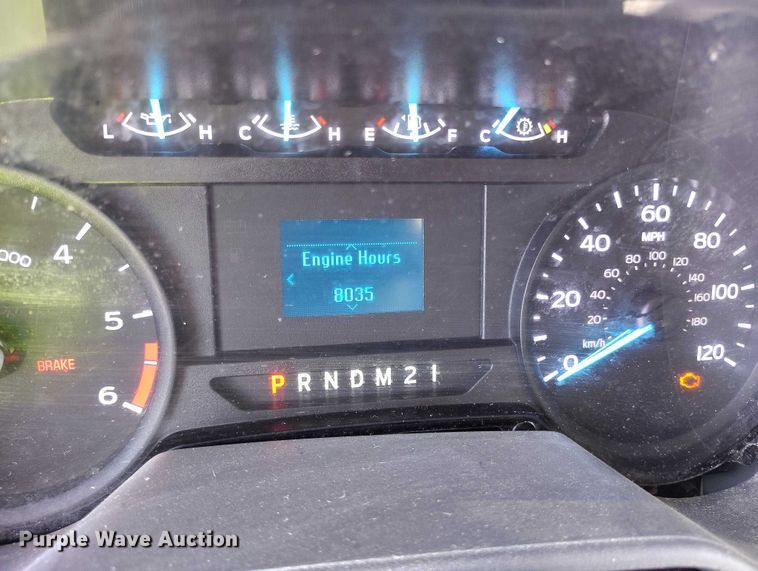 L H C H E F C H
000 4 5 6
BRAKE
Engine Hours
8035
P R N D M 2 1
0 20 40 60 80 100 120
MPH
20 40 60 80 100 120 140 160 180
km/h
Purple Wave Auction